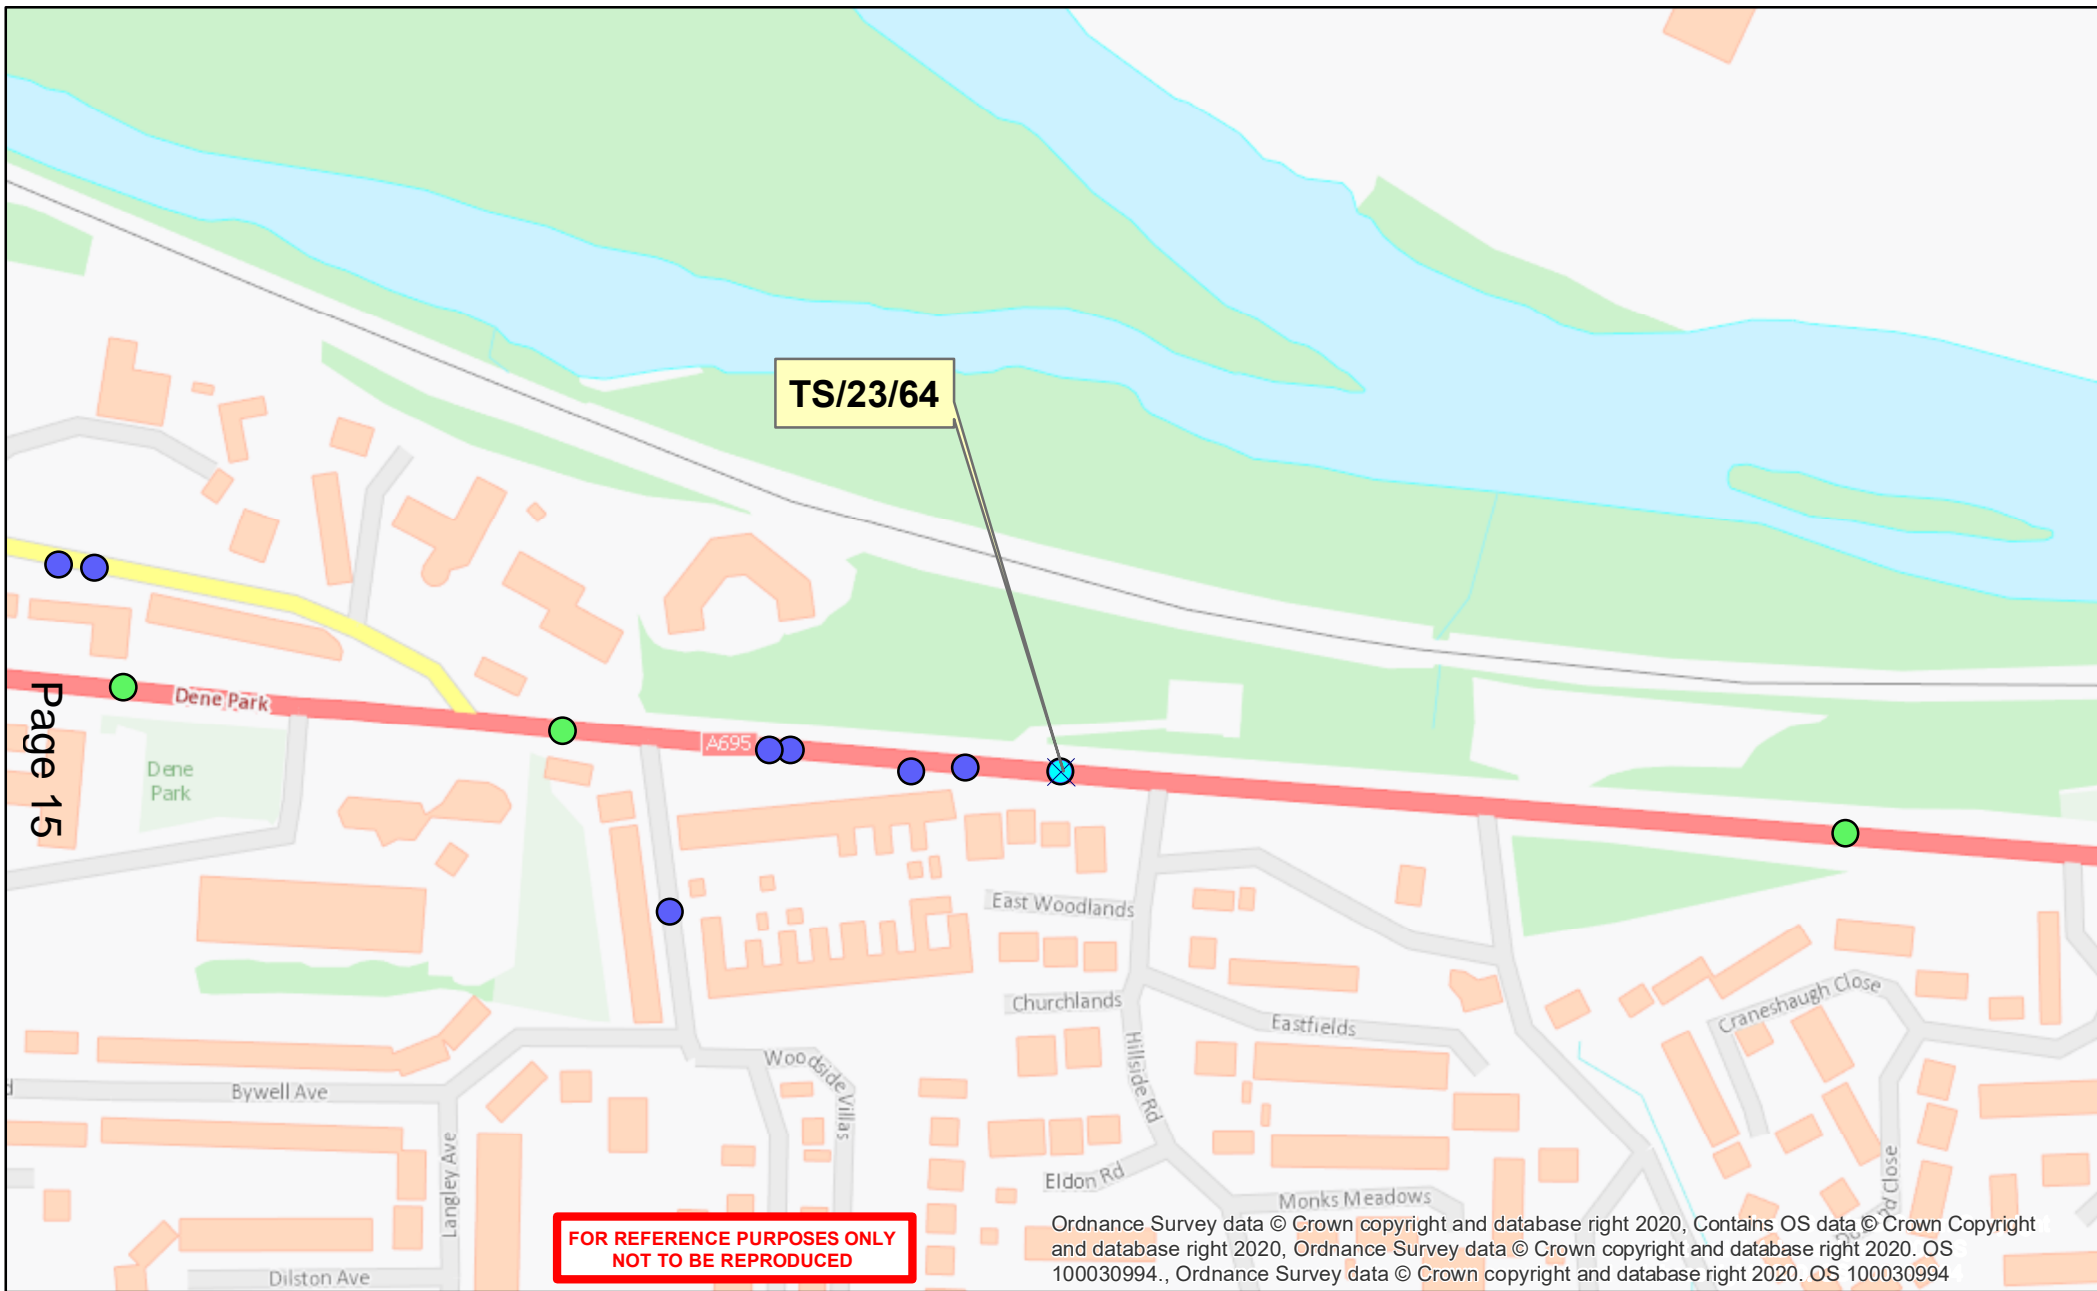 TS/23/64
Dene Park
A695
Page 15
Dene
Park
East Woodlands
Churchlands
Craneshaugh Close
Eastfields
Hillside Rd
Woodside Villas
Bywell Ave
Langley Ave
Eldon Rd
Monks Meadows
Close
Dilston Ave
FOR REFERENCE PURPOSES ONLY
NOT TO BE REPRODUCED
Ordnance Survey data © Crown copyright and database right 2020, Contains OS data © Crown Copyright
and database right 2020, Ordnance Survey data © Crown copyright and database right 2020. OS
100030994., Ordnance Survey data © Crown copyright and database right 2020. OS 100030994